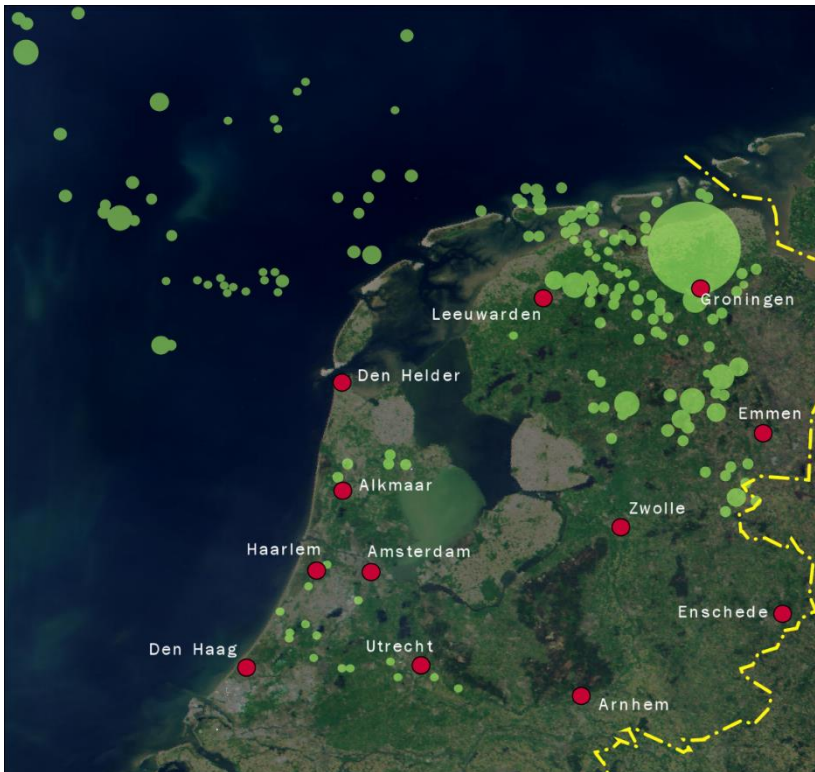 Groningen
Leeuwarden
Den Helder
Emmen
Alkmaar
Zwolle
Haarlem
Amsterdam
Enschede
Den Haag
Utrecht
Arnhem